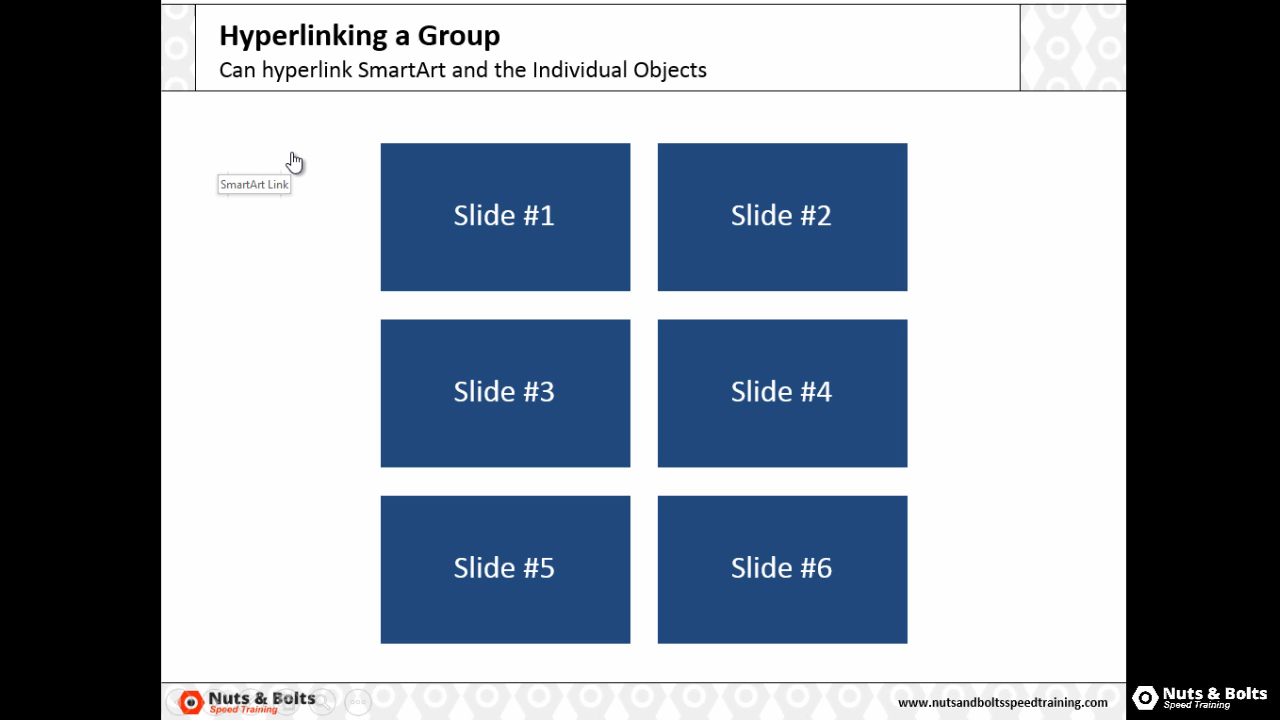 Hyperlinking a Group
Can hyperlink SmartArt and the Individual Objects
SmartArt Link
Slide #1
Slide #2
Slide #3
Slide #4
Slide #5
Slide #6
Nuts & Bolts
Speed Training
www.nutsandboltsspeedtraining.com
Nuts & Bolts
Speed Training